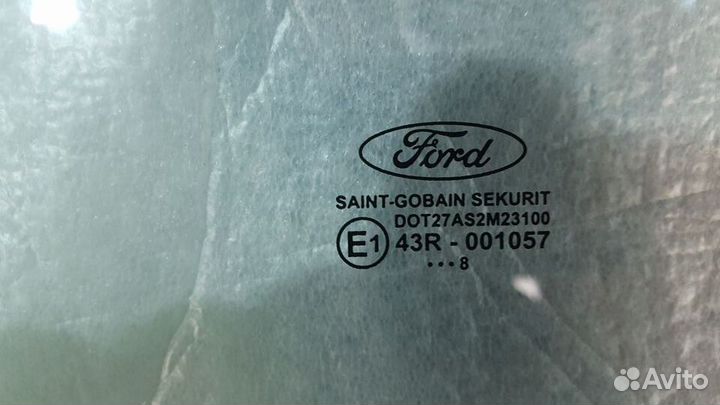 Ford
SAINT-GOBAIN SEKURIT
DOT27AS2M23100
E1 43R - 001057
•••8
Avito